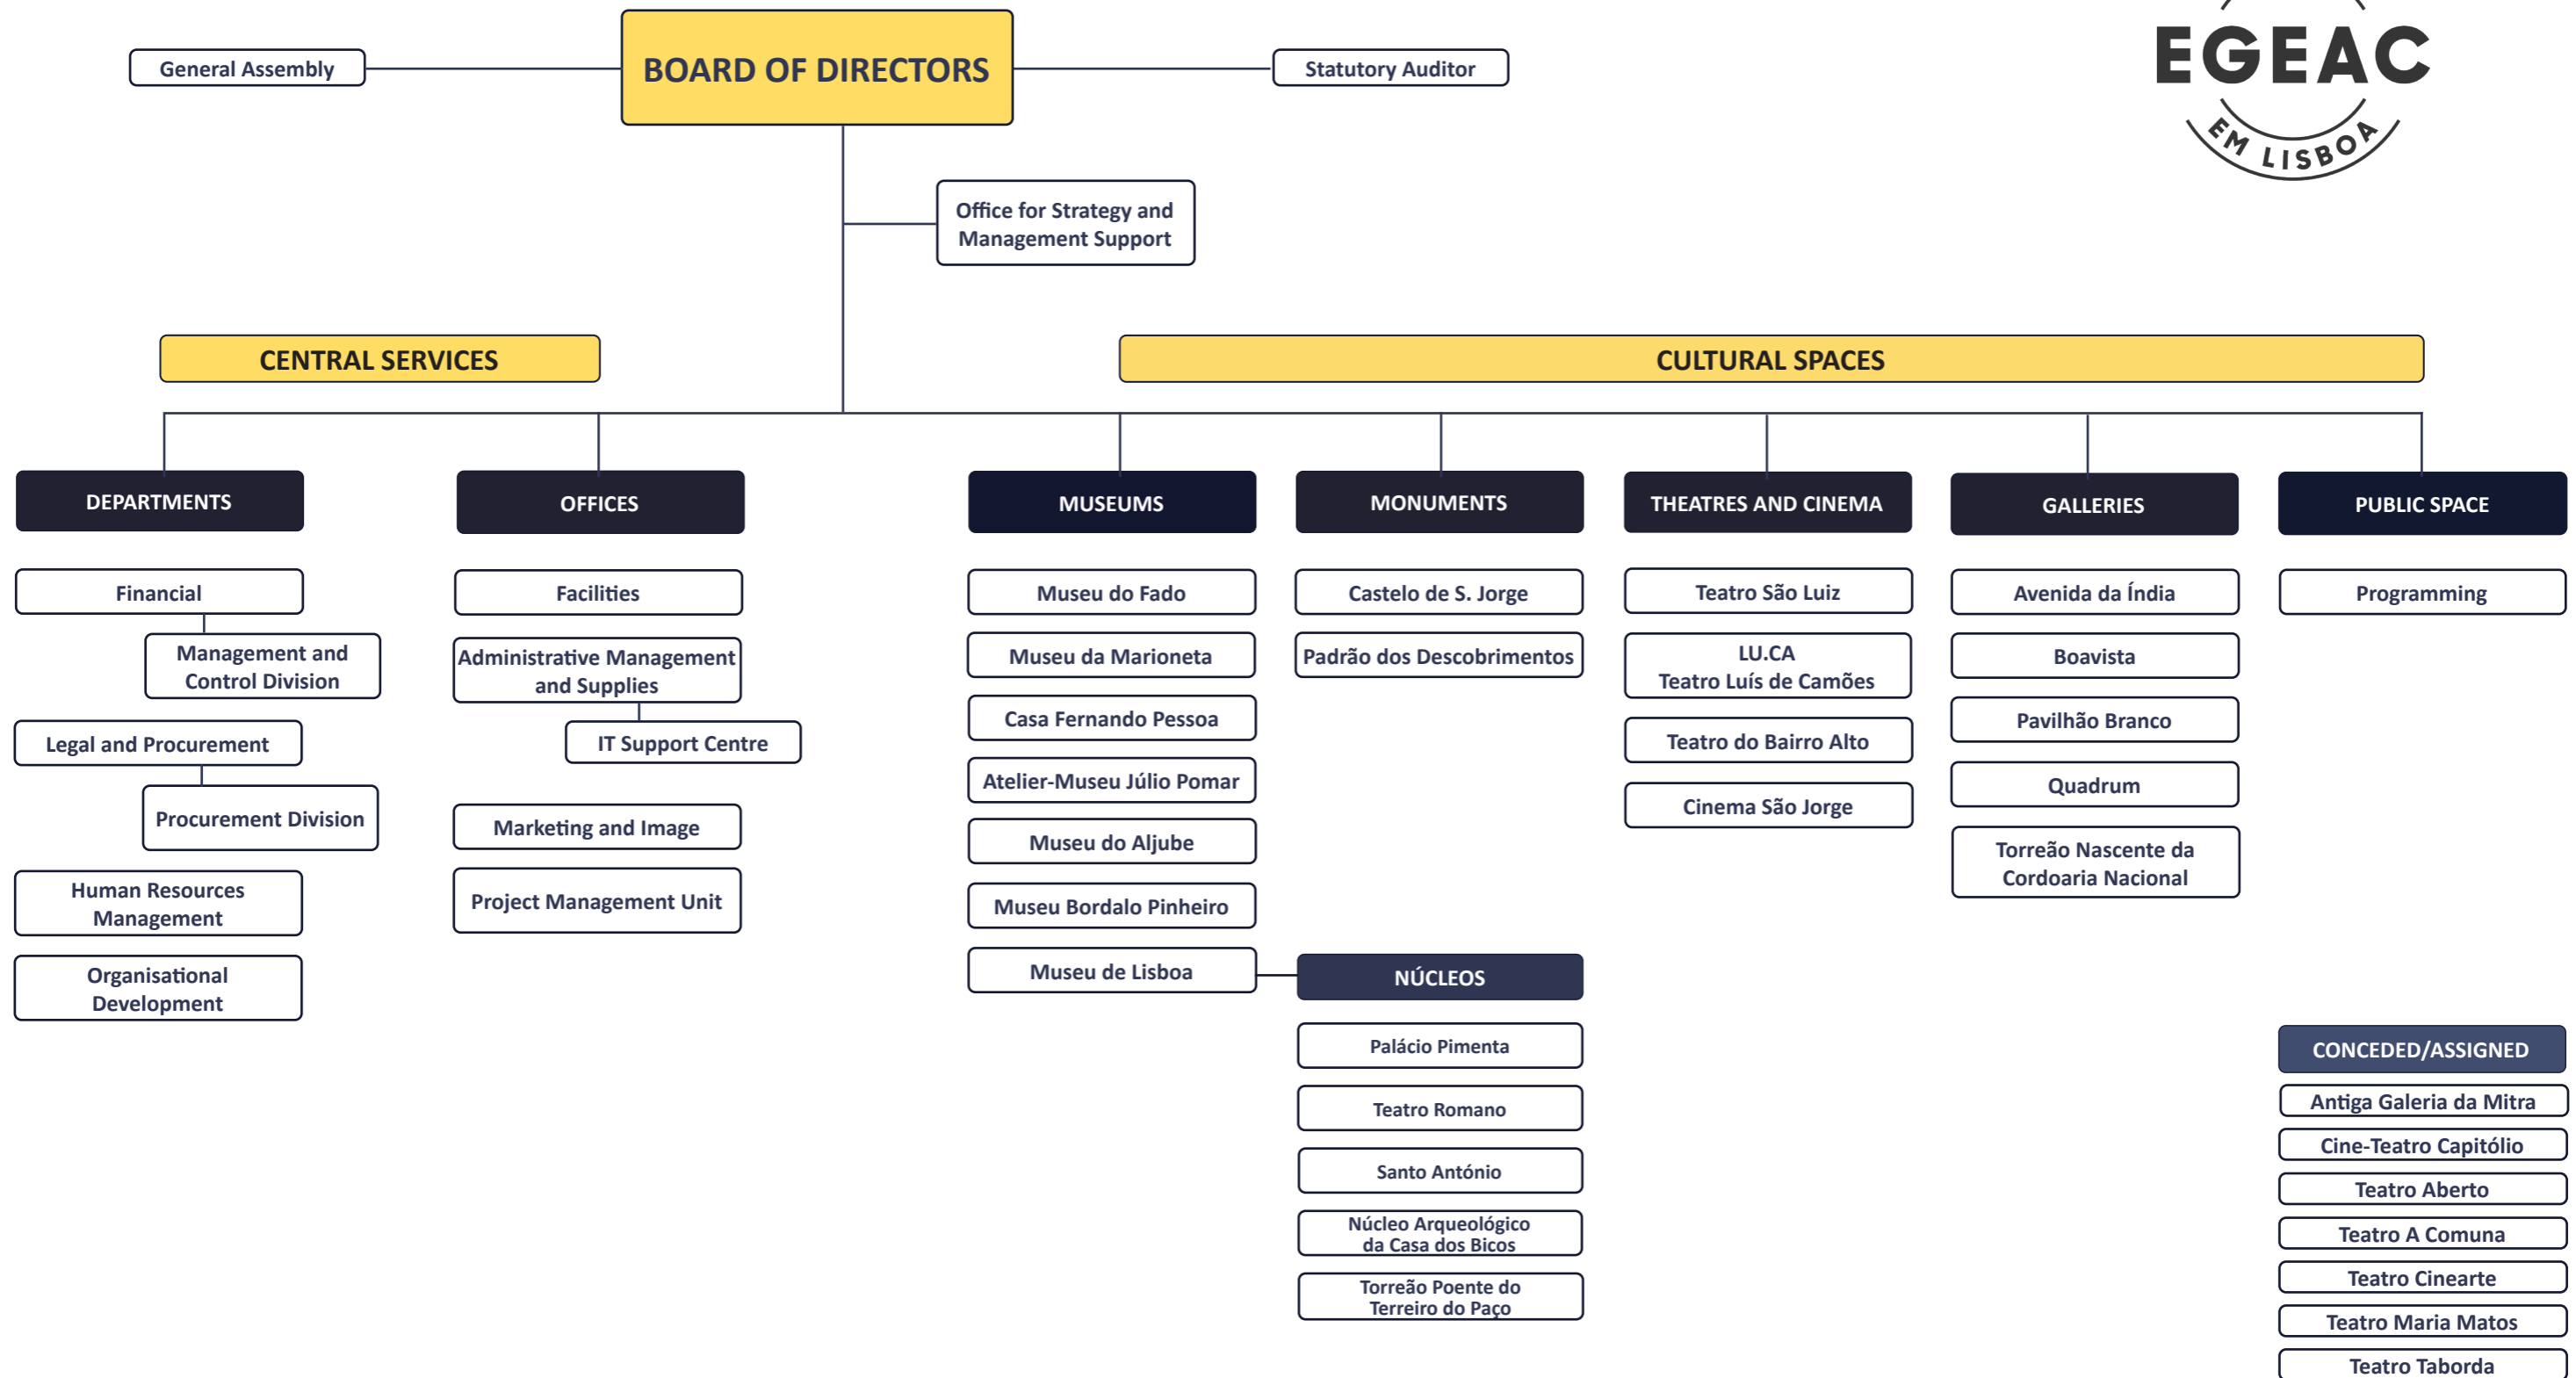 General Assembly
BOARD OF DIRECTORS
Statutory Auditor
EGEAC
EM LISBOA
Office for Strategy and
Management Support
CENTRAL SERVICES
CULTURAL SPACES
DEPARTMENTS
Financial
Management and
Control Division
Legal and Procurement
Procurement Division
Human Resources
Management
Organisational
Development
OFFICES
Facilities
Administrative Management
and Supplies
IT Support Centre
Marketing and Image
Project Management Unit
MUSEUMS
Museu do Fado
Museu da Marioneta
Casa Fernando Pessoa
Atelier-Museu Júlio Pomar
Museu do Aljube
Museu Bordalo Pinheiro
Museu de Lisboa
NÚCLEOS
Palácio Pimenta
Teatro Romano
Santo António
Núcleo Arqueológico
da Casa dos Bicos
Torreão Poente do
Terreiro do Paço
MONUMENTS
Castelo de S. Jorge
Padrão dos Descobrimentos
THEATRES AND CINEMA
Teatro São Luiz
LU.CA
Teatro Luís de Camões
Teatro do Bairro Alto
Cinema São Jorge
GALLERIES
Avenida da Índia
Boavista
Pavilhão Branco
Quadrum
Torreão Nascente da
Cordoaria Nacional
PUBLIC SPACE
Programming
CONCEDED/ASSIGNED
Antiga Galeria da Mitra
Cine-Teatro Capitólio
Teatro Aberto
Teatro A Comuna
Teatro Cinearte
Teatro Maria Matos
Teatro Taborda